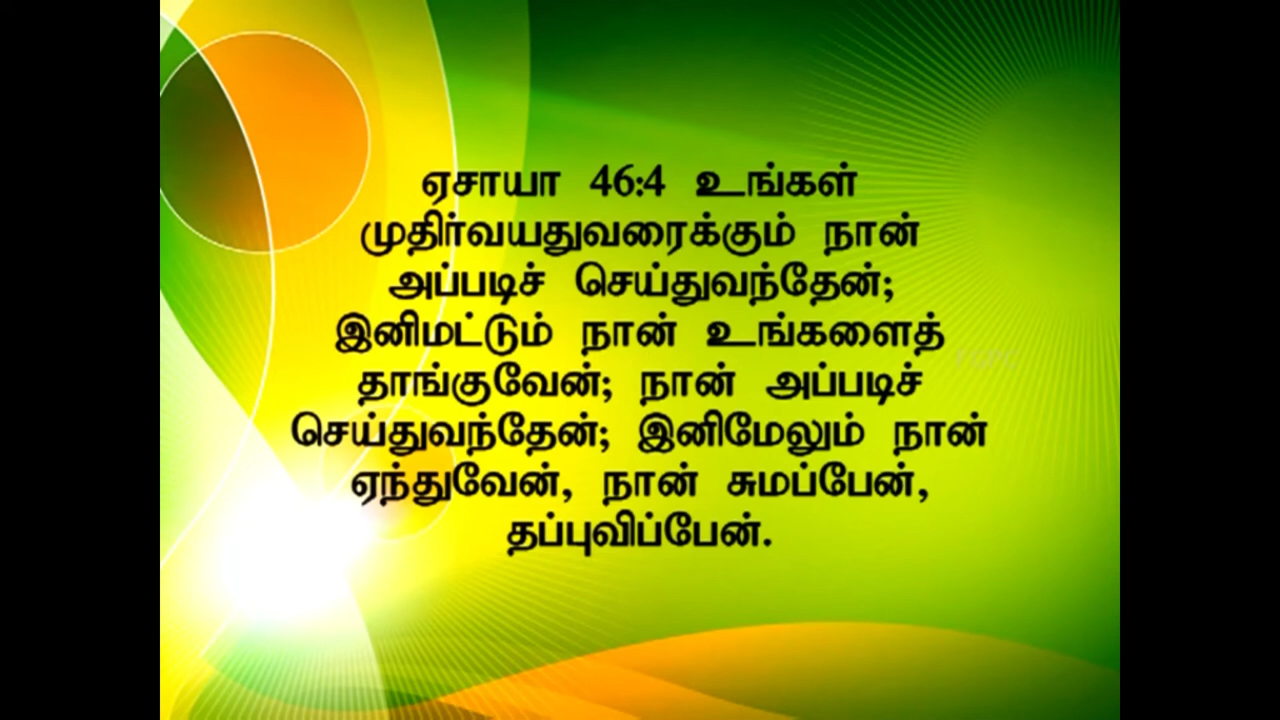 ஏசாயா 46:4 உங்கள்
முதிர்வயதுவரைக்கும் நான்
அப்படிச் செய்துவந்தேன்;
இனிமட்டும் நான் உங்களைத்
தாங்குவேன்; நான் அப்படிச்
செய்துவந்தேன்; இனிமேலும் நான்
ஏந்துவேன், நான் சுமப்பேன்,
தப்புவிப்பேன்.